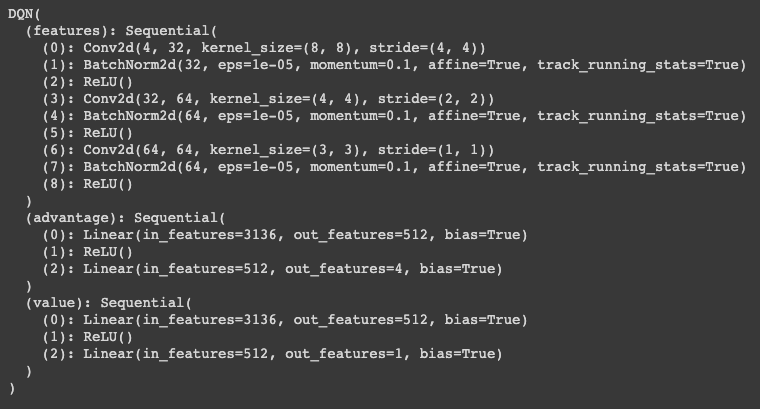 DQN(
  (features): Sequential(
    (0): Conv2d(4, 32, kernel_size=(8, 8), stride=(4, 4))
    (1): BatchNorm2d(32, eps=1e-05, momentum=0.1, affine=True, track_running_stats=True)
    (2): ReLU()
    (3): Conv2d(32, 64, kernel_size=(4, 4), stride=(2, 2))
    (4): BatchNorm2d(64, eps=1e-05, momentum=0.1, affine=True, track_running_stats=True)
    (5): ReLU()
    (6): Conv2d(64, 64, kernel_size=(3, 3), stride=(1, 1))
    (7): BatchNorm2d(64, eps=1e-05, momentum=0.1, affine=True, track_running_stats=True)
    (8): ReLU()
  )
  (advantage): Sequential(
    (0): Linear(in_features=3136, out_features=512, bias=True)
    (1): ReLU()
    (2): Linear(in_features=512, out_features=4, bias=True)
  )
  (value): Sequential(
    (0): Linear(in_features=3136, out_features=512, bias=True)
    (1): ReLU()
    (2): Linear(in_features=512, out_features=1, bias=True)
  )
)